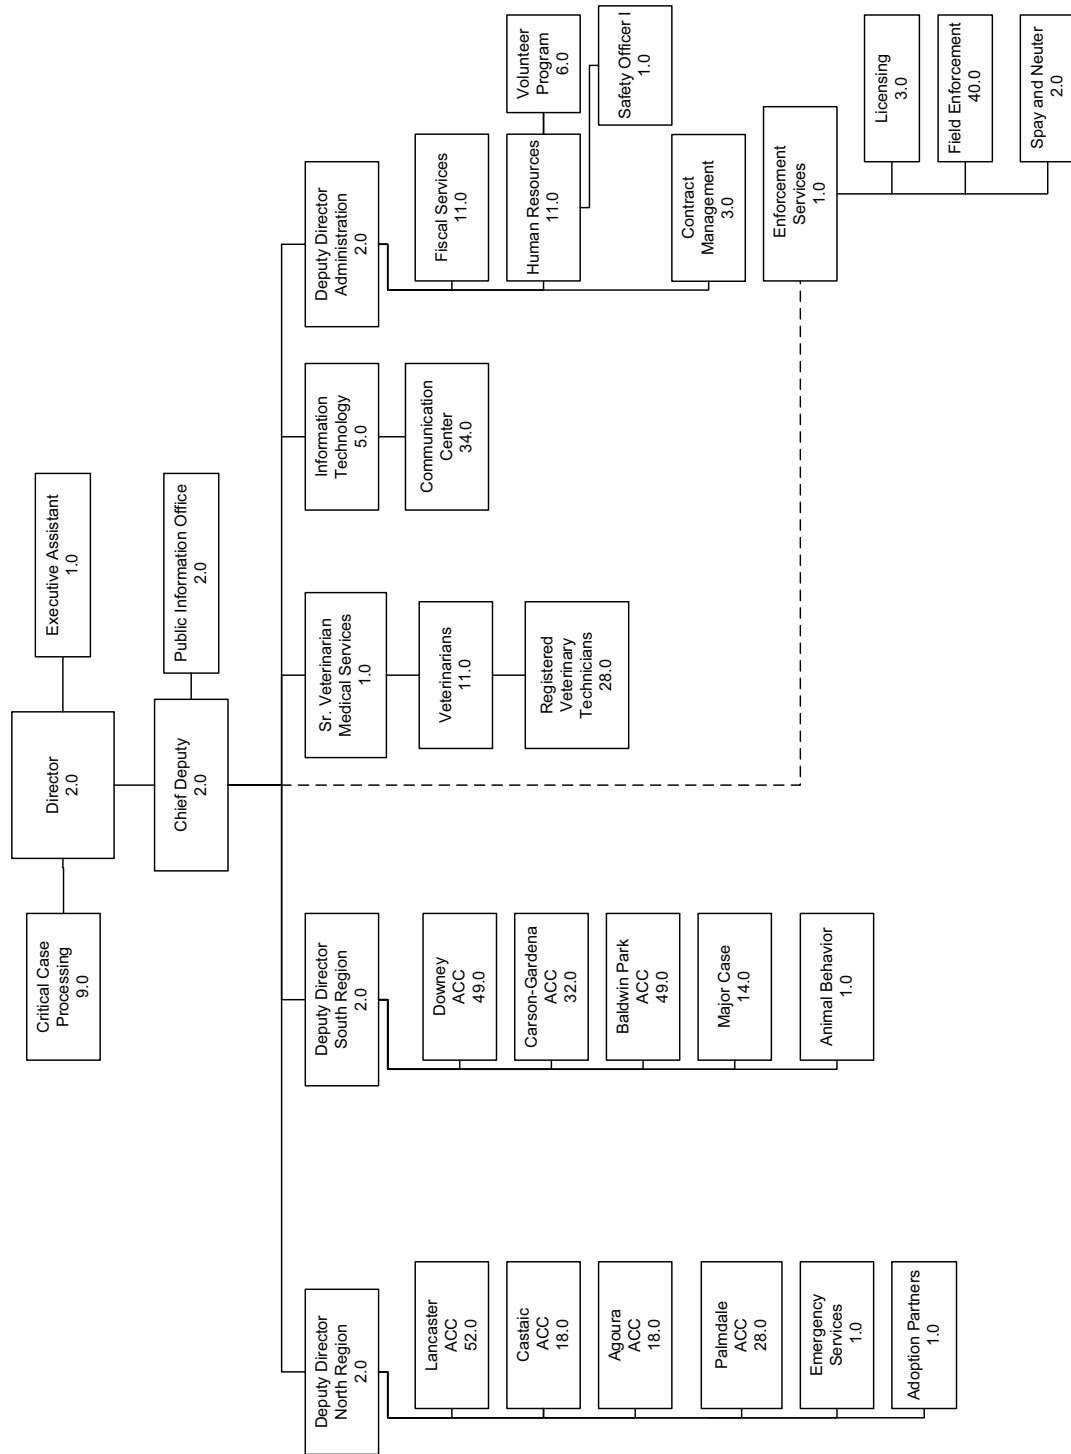 Critical Case
Processing
9.0
Director
2.0
Executive Assistant
1.0
Chief Deputy
2.0
Public Information Office
2.0
Deputy Director
North Region
2.0
Lancaster
ACC
52.0
Castaic
ACC
18.0
Agoura
ACC
18.0
Palmdale
ACC
28.0
Emergency
Services
1.0
Adoption Partners
1.0
Deputy Director
South Region
2.0
Downey
ACC
49.0
Carson-Gardena
ACC
32.0
Baldwin Park
ACC
49.0
Major Case
14.0
Animal Behavior
1.0
Sr. Veterinarian
Medical Services
1.0
Veterinarians
11.0
Registered
Veterinary
Technicians
28.0
Information
Technology
5.0
Communication
Center
34.0
Deputy Director
Administration
2.0
Fiscal Services
11.0
Human Resources
11.0
Volunteer
Program
6.0
Safety Officer I
1.0
Contract
Management
3.0
Enforcement
Services
1.0
Licensing
3.0
Field Enforcement
40.0
Spay and Neuter
2.0